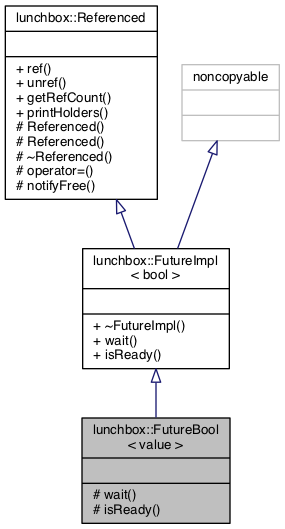 lunchbox::Referenced
+ ref()
+ unref()
+ getRefCount()
+ printHolders()
# Referenced()
# Referenced()
# ~Referenced()
# operator=()
# notifyFree()
noncopyable
lunchbox::FutureImpl
< bool >
+ ~FutureImpl()
+ wait()
+ isReady()
lunchbox::FutureBool
< value >
# wait()
# isReady()